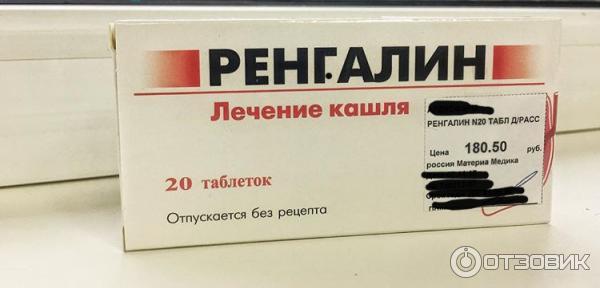 РЕНГАЛИН
Лечение кашля
20 таблеток
Отпускается без рецепта
РЕНГАЛИН N20 ТАБЛ Д/РАСС
Цена 180.50 руб.
россия Материа Медика
ОТЗОВИК